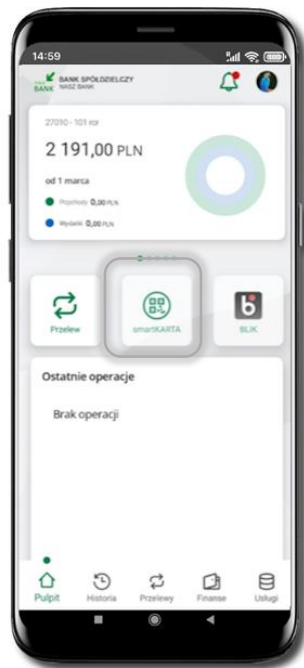 14:59
BANK SPÓŁDZIELCZY
BANK NASZ BANK
27010 - 101 ror
2 191,00 PLN
od 1 marca
Przychody 0,00 PLN
Wydatki 0,00 PLN
Przelew
smartKARTA
BLIK
Ostatnie operacje
Brak operacji
Pulpit
Historia
Przelewy
Finanse
Usługi